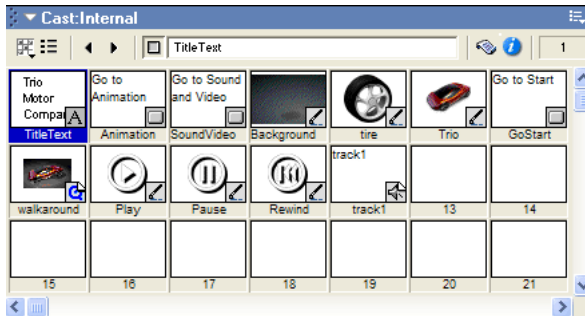 Cast:Internal
TitleText 1
Trio
Motor
Compa
A
Go to
Animation
Go to Sound
and Video
Go to Start
TitleText Animation SoundVideo Background tire Trio GoStart
track1
walkaround Play Pause Rewind track1 13 14
15 16 17 18 19 20 21